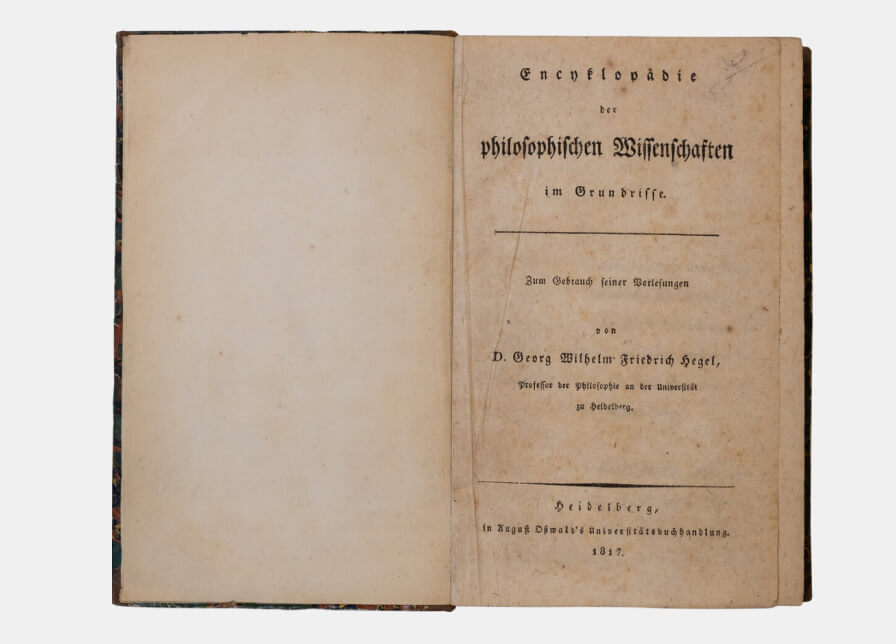 Encyklopädie
der
philosophischen Wissenschaften
im Grundrisse.
Zum Gebrauch seiner Vorlesungen
von
D. Georg Wilhelm Friedrich Hegel,
Professor der Philosophie an der Universität
zu Heidelberg.
Heidelberg,
in August Oßwald's Universitätsbuchhandlung.
1817.